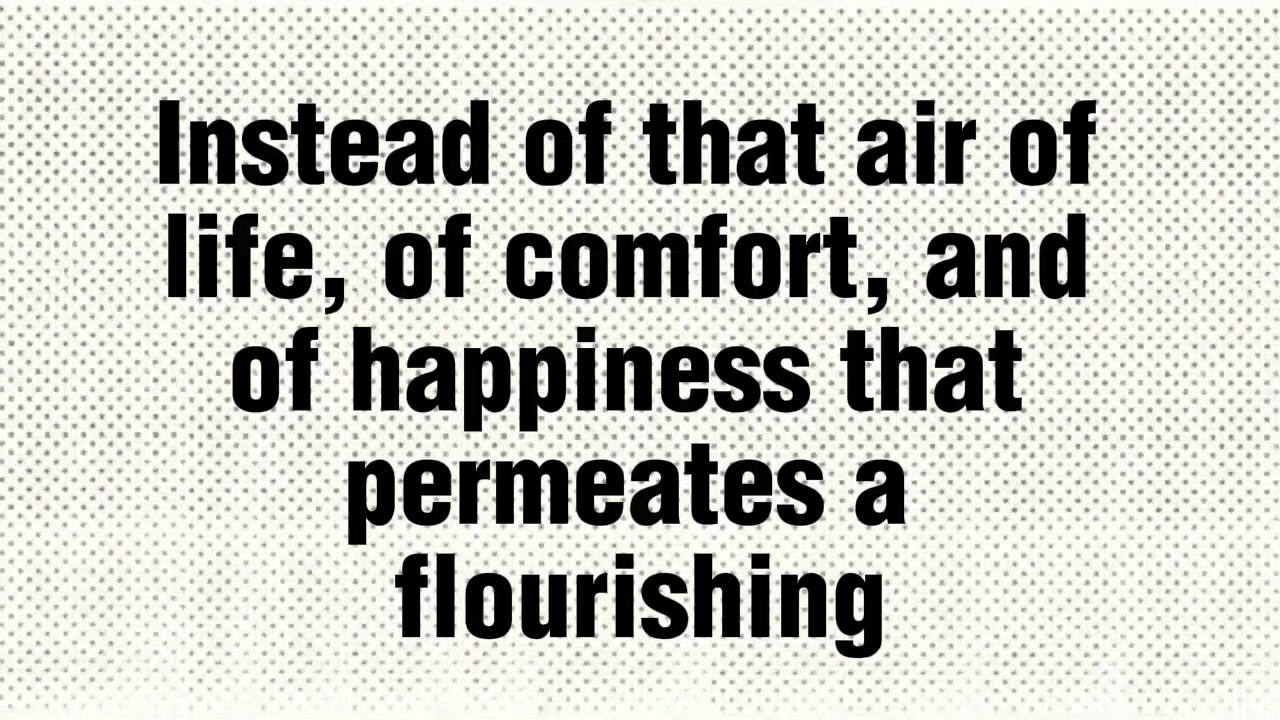 Instead of that air of
life, of comfort, and
of happiness that
permeates a
flourishing